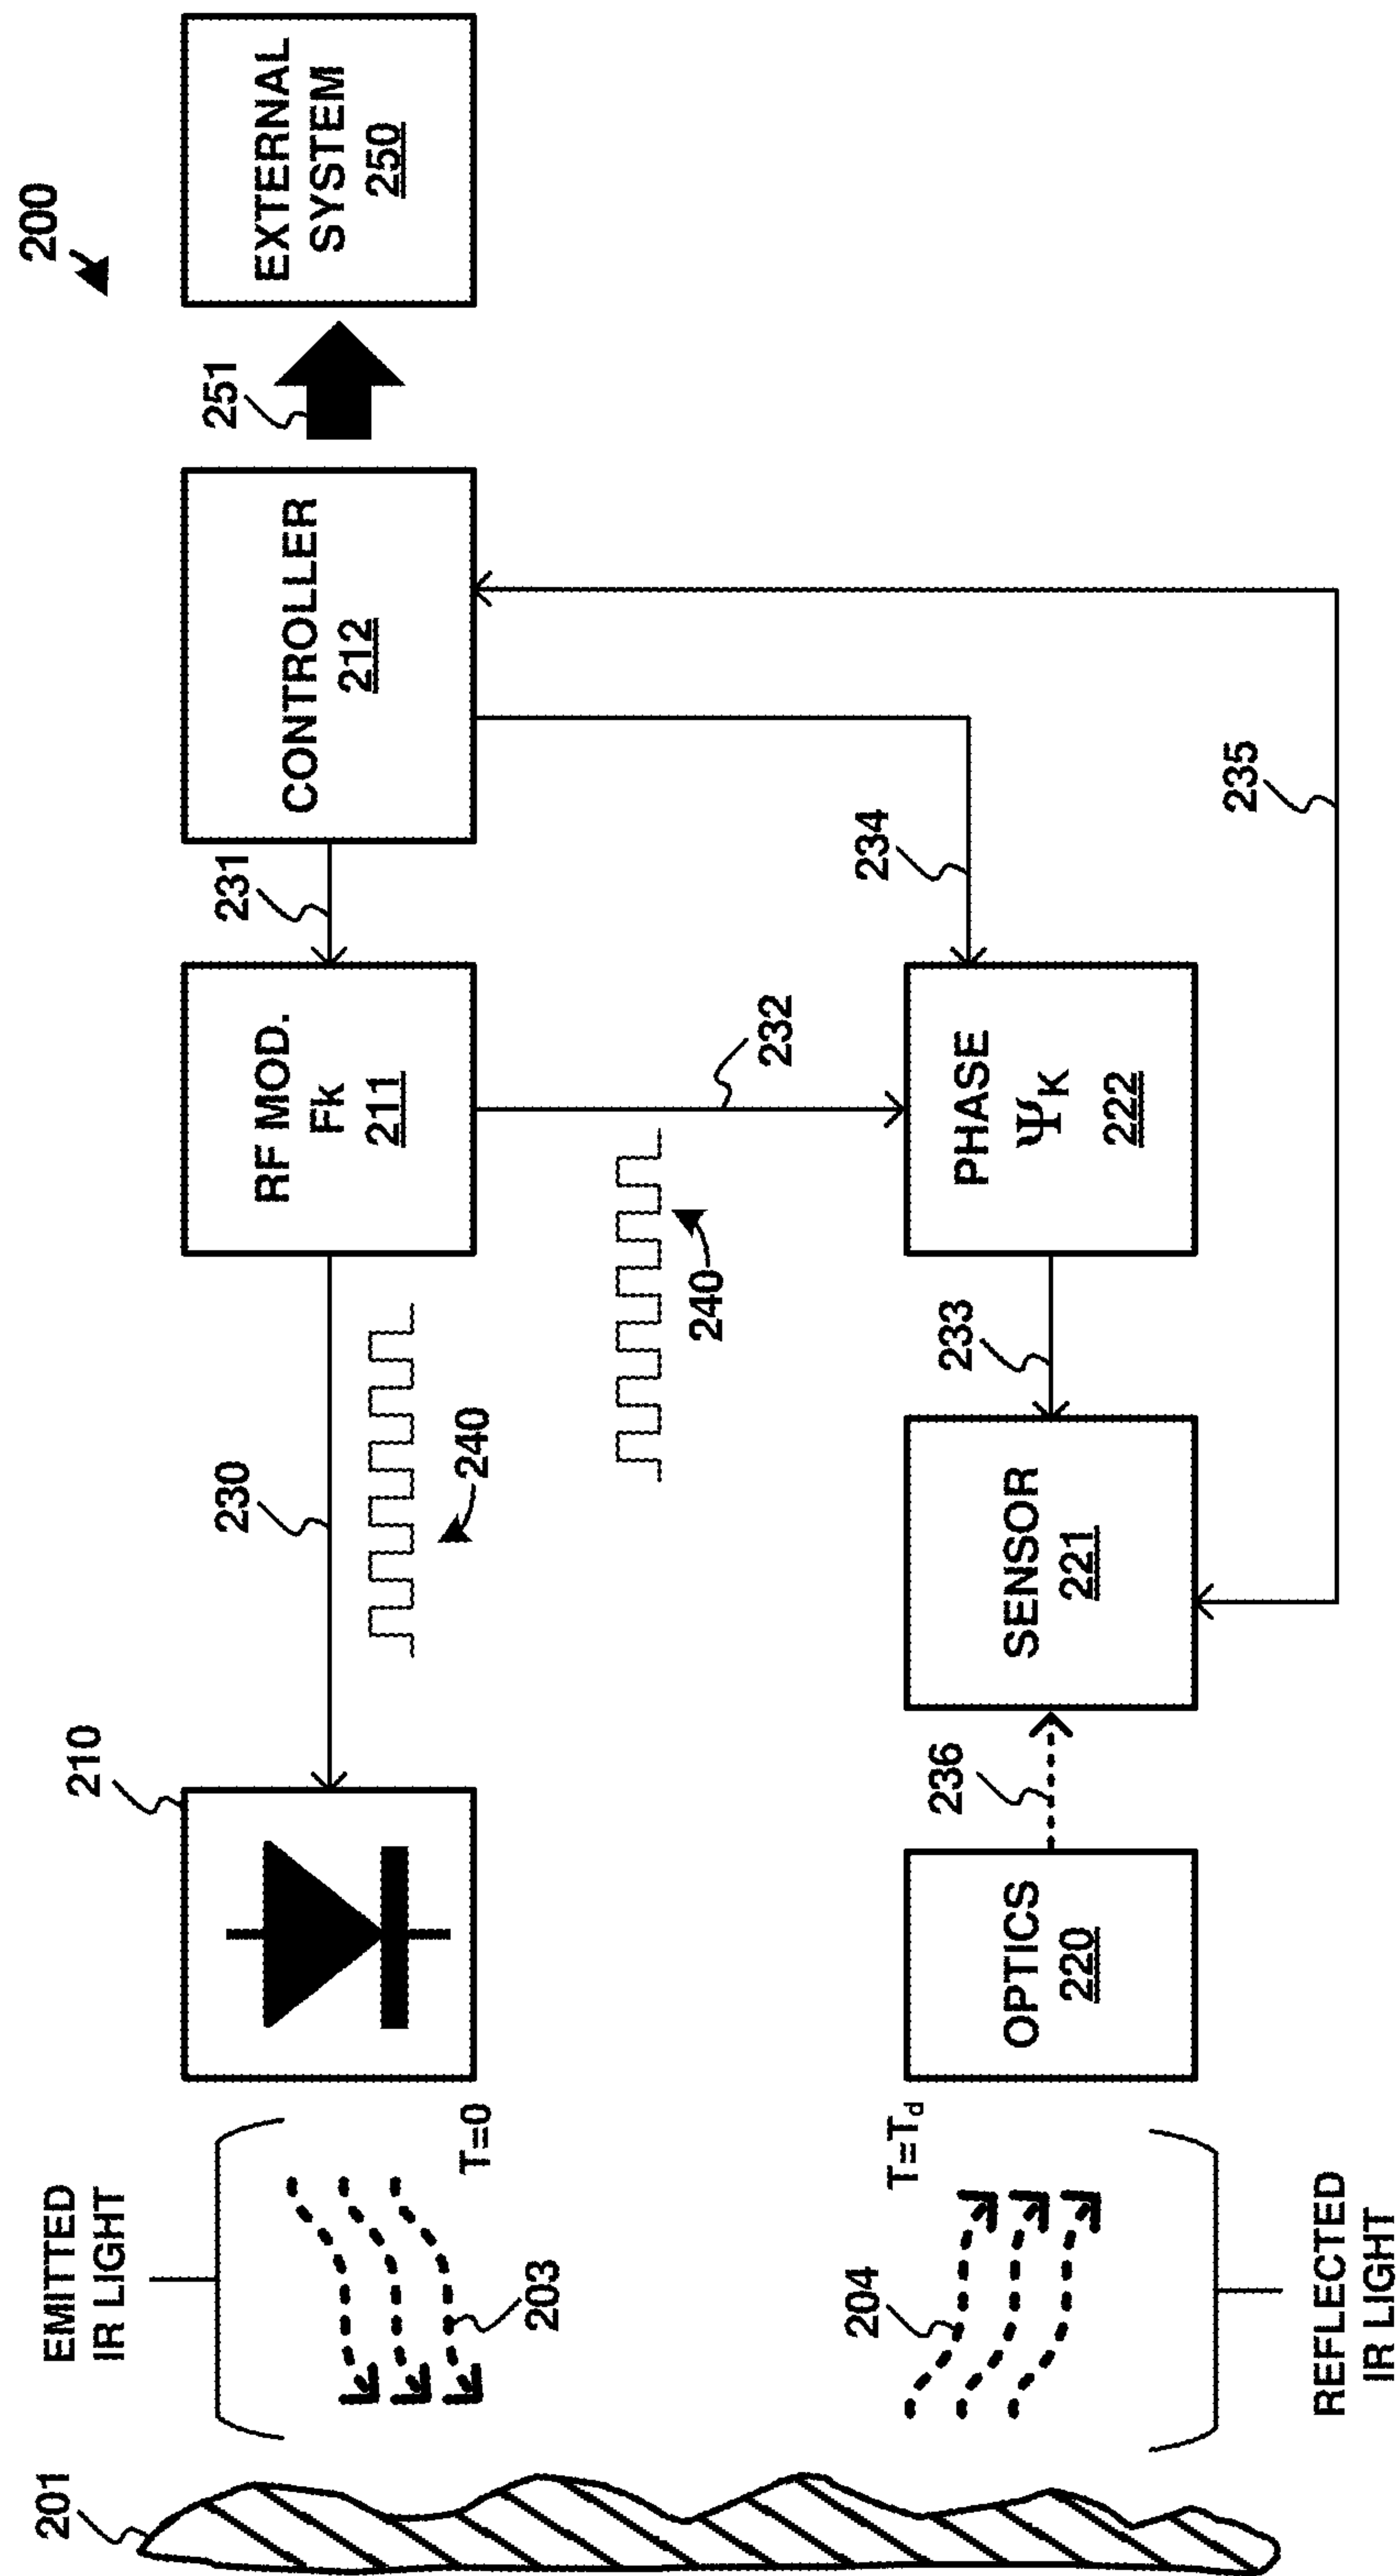 200
EMITTED
IR LIGHT
201
203
T=0
210
230
240
RF MOD.
Fk
211
231
CONTROLLER
212
251
EXTERNAL
SYSTEM
250
232
240
234
235
REFLECTED
IR LIGHT
204
T=Td
OPTICS
220
236
SENSOR
221
233
PHASE
ΨK
222